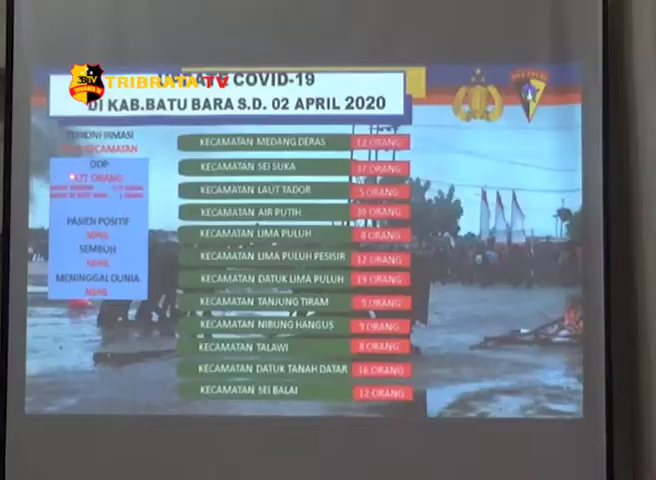 TRIBRATA TV
COVID-19
DI KAB.BATU BARA S.D. 02 APRIL 2020
KECAMATAN
ODP
ORANG
PASIEN POSITIF
NIHIL
SEMBUH
NIHIL
MENINGGAL DUNIA
NIHIL
KECAMATAN MEDANG DERAS 12 ORANG
KECAMATAN SEI SUKA 37 ORANG
KECAMATAN LAUT TADOR 5 ORANG
KECAMATAN AIR PUTIH ORANG
KECAMATAN LIMA PULUH ORANG
KECAMATAN LIMA PULUH PESISIR 12 ORANG
KECAMATAN DATUK LIMA PULUH 19 ORANG
KECAMATAN TANJUNG TIRAM ORANG
KECAMATAN NIBUNG HANGUS 9 ORANG
KECAMATAN TALAWI 8 ORANG
KECAMATAN DATUK TANAH DATAR 16 ORANG
KECAMATAN SEI BALAI 12 ORANG